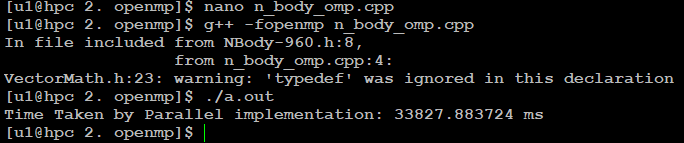 [u1@hpc 2. openmp]$ nano n_body_omp.cpp
[u1@hpc 2. openmp]$ g++ -fopenmp n_body_omp.cpp
In file included from NBody-960.h:8,
                 from n_body_omp.cpp:4:
VectorMath.h:23: warning: 'typedef' was ignored in this declaration
[u1@hpc 2. openmp]$ ./a.out
Time Taken by Parallel implementation: 33827.883724 ms
[u1@hpc 2. openmp]$